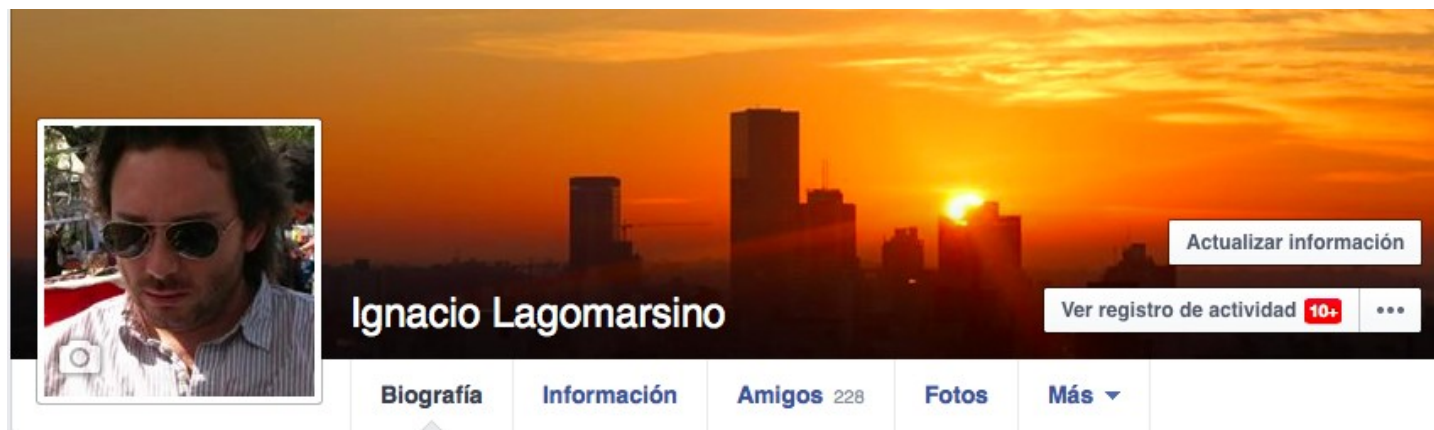 Actualizar información
Ignacio Lagomarsino
Ver registro de actividad 10+ •••
Biografía Información Amigos 228 Fotos Más